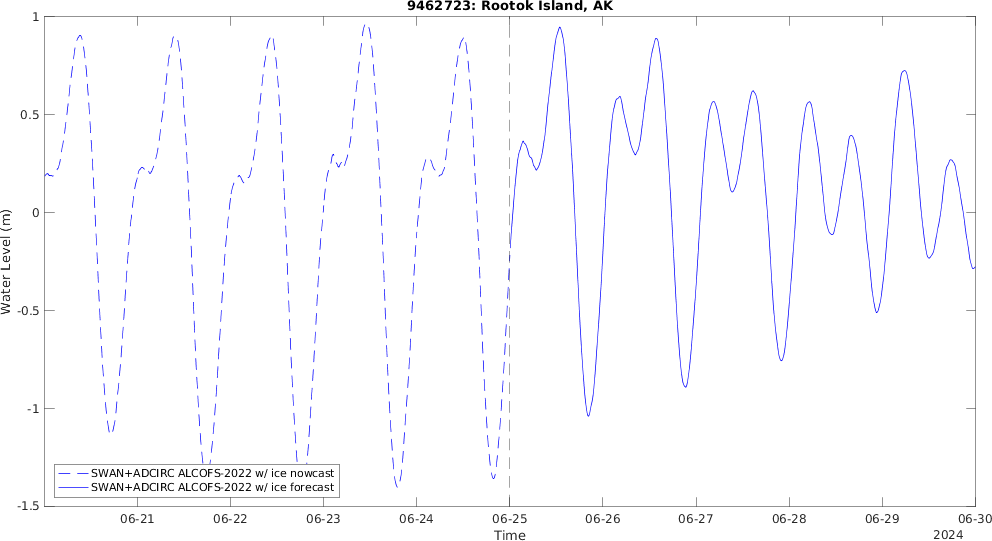 9462723: Rootok Island, AK
Water Level (m)
1
0.5
0
-0.5
-1
-1.5
SWAN+ADCIRC ALCOFS-2022 w/ ice nowcast
SWAN+ADCIRC ALCOFS-2022 w/ ice forecast
06-21 06-22 06-23 06-24 06-25 06-26 06-27 06-28 06-29 06-30
Time
2024